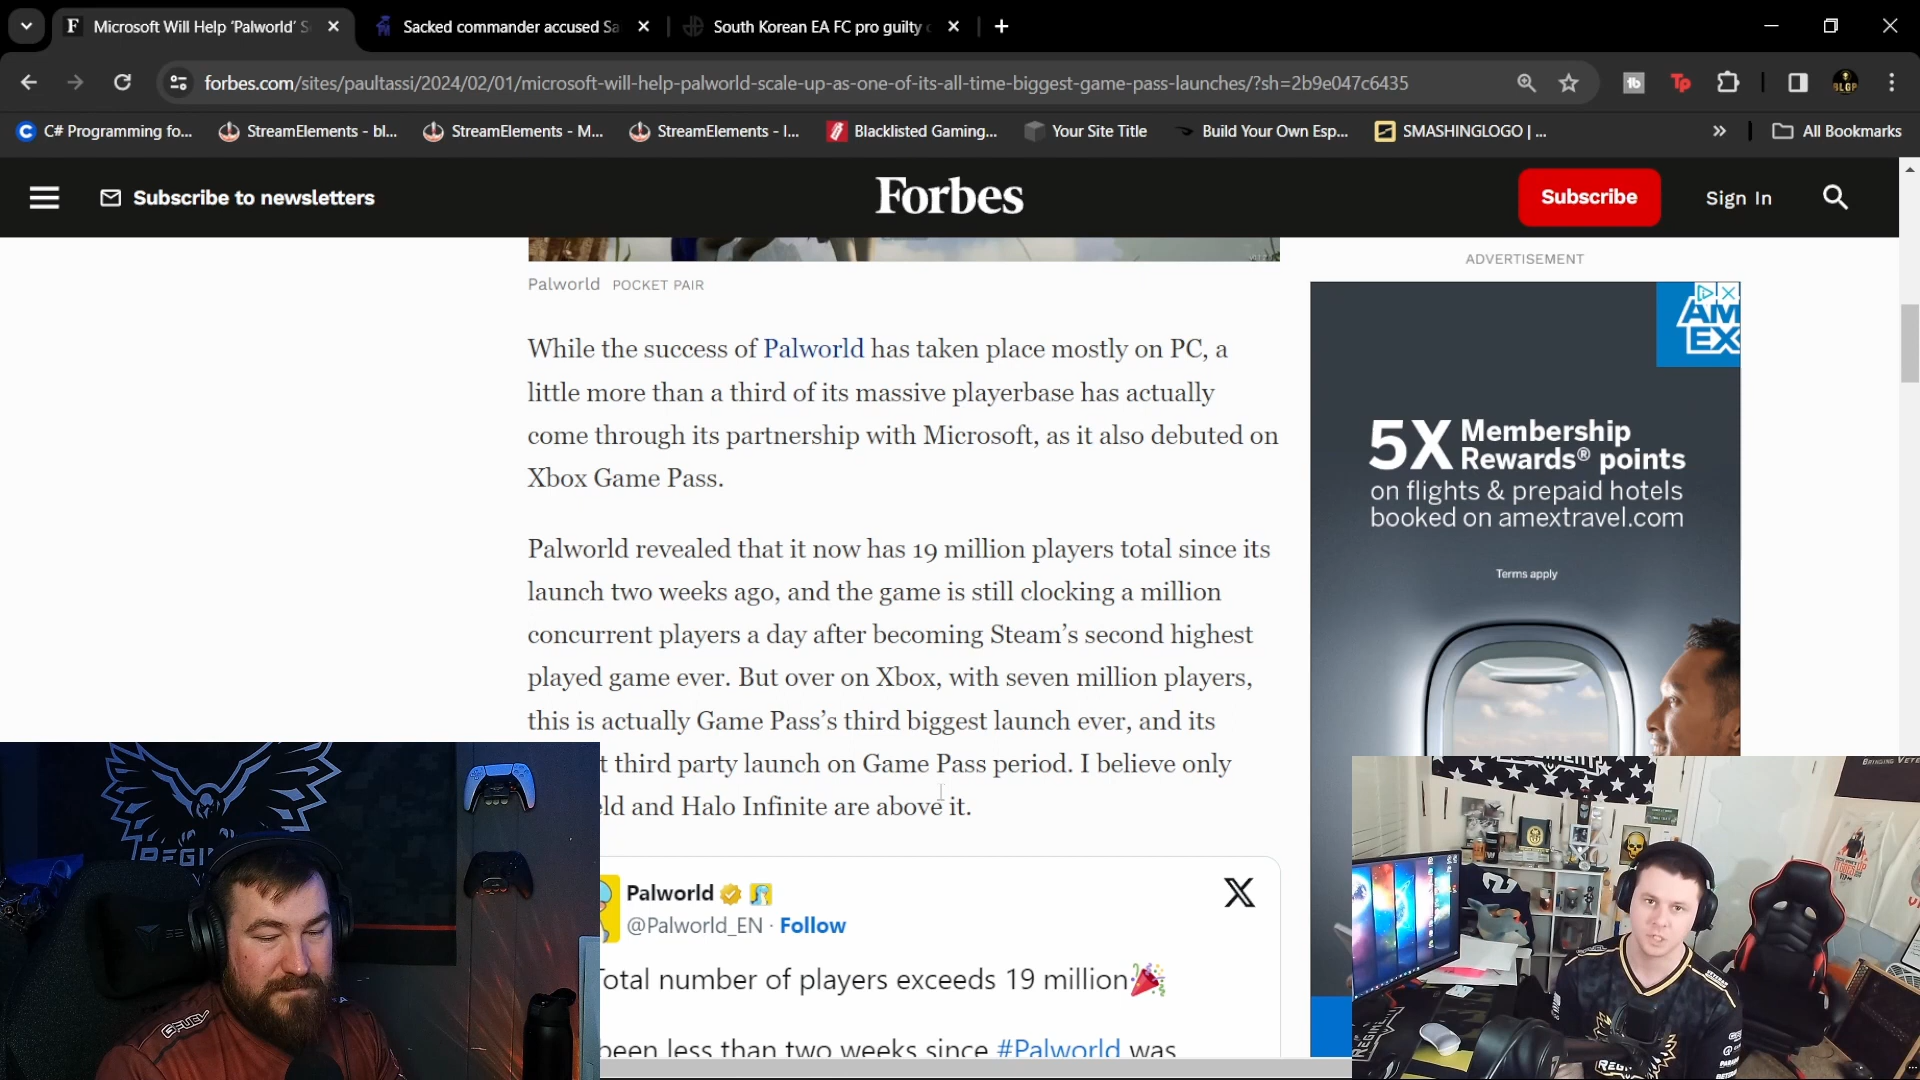 Microsoft Will Help 'Palworld' S
Sacked commander accused Sa
South Korean EA FC pro guilty
forbes.com/sites/paultassi/2024/02/01/microsoft-will-help-palworld-scale-up-as-one-of-its-all-time-biggest-game-pass-launches/?sh=2b9e047c6435
C# Programming fo...
StreamElements - bl...
StreamElements - M...
StreamElements - I...
Blacklisted Gaming...
Your Site Title
Build Your Own Esp...
SMASHINGLOGO | ...
All Bookmarks
Subscribe to newsletters
Forbes
Subscribe
Sign In
Palworld POCKET PAIR
While the success of Palworld has taken place mostly on PC, a
little more than a third of its massive playerbase has actually
come through its partnership with Microsoft, as it also debuted on
Xbox Game Pass.
Palworld revealed that it now has 19 million players total since its
launch two weeks ago, and the game is still clocking a million
concurrent players a day after becoming Steam's second highest
played game ever. But over on Xbox, with seven million players,
this is actually Game Pass's third biggest launch ever, and its
t third party launch on Game Pass period. I believe only
eld and Halo Infinite are above it.
Palworld
@Palworld_EN · Follow
Total number of players exceeds 19 million
been less than two weeks since #Palworld was
ADVERTISEMENT
AM
EX
5X Membership
Rewards® points
on flights & prepaid hotels
booked on amextravel.com
Terms apply
BLGP
GFUEL